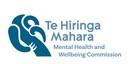 Te Hiringa
Mahara
Mental Health and
Wellbeing Commission